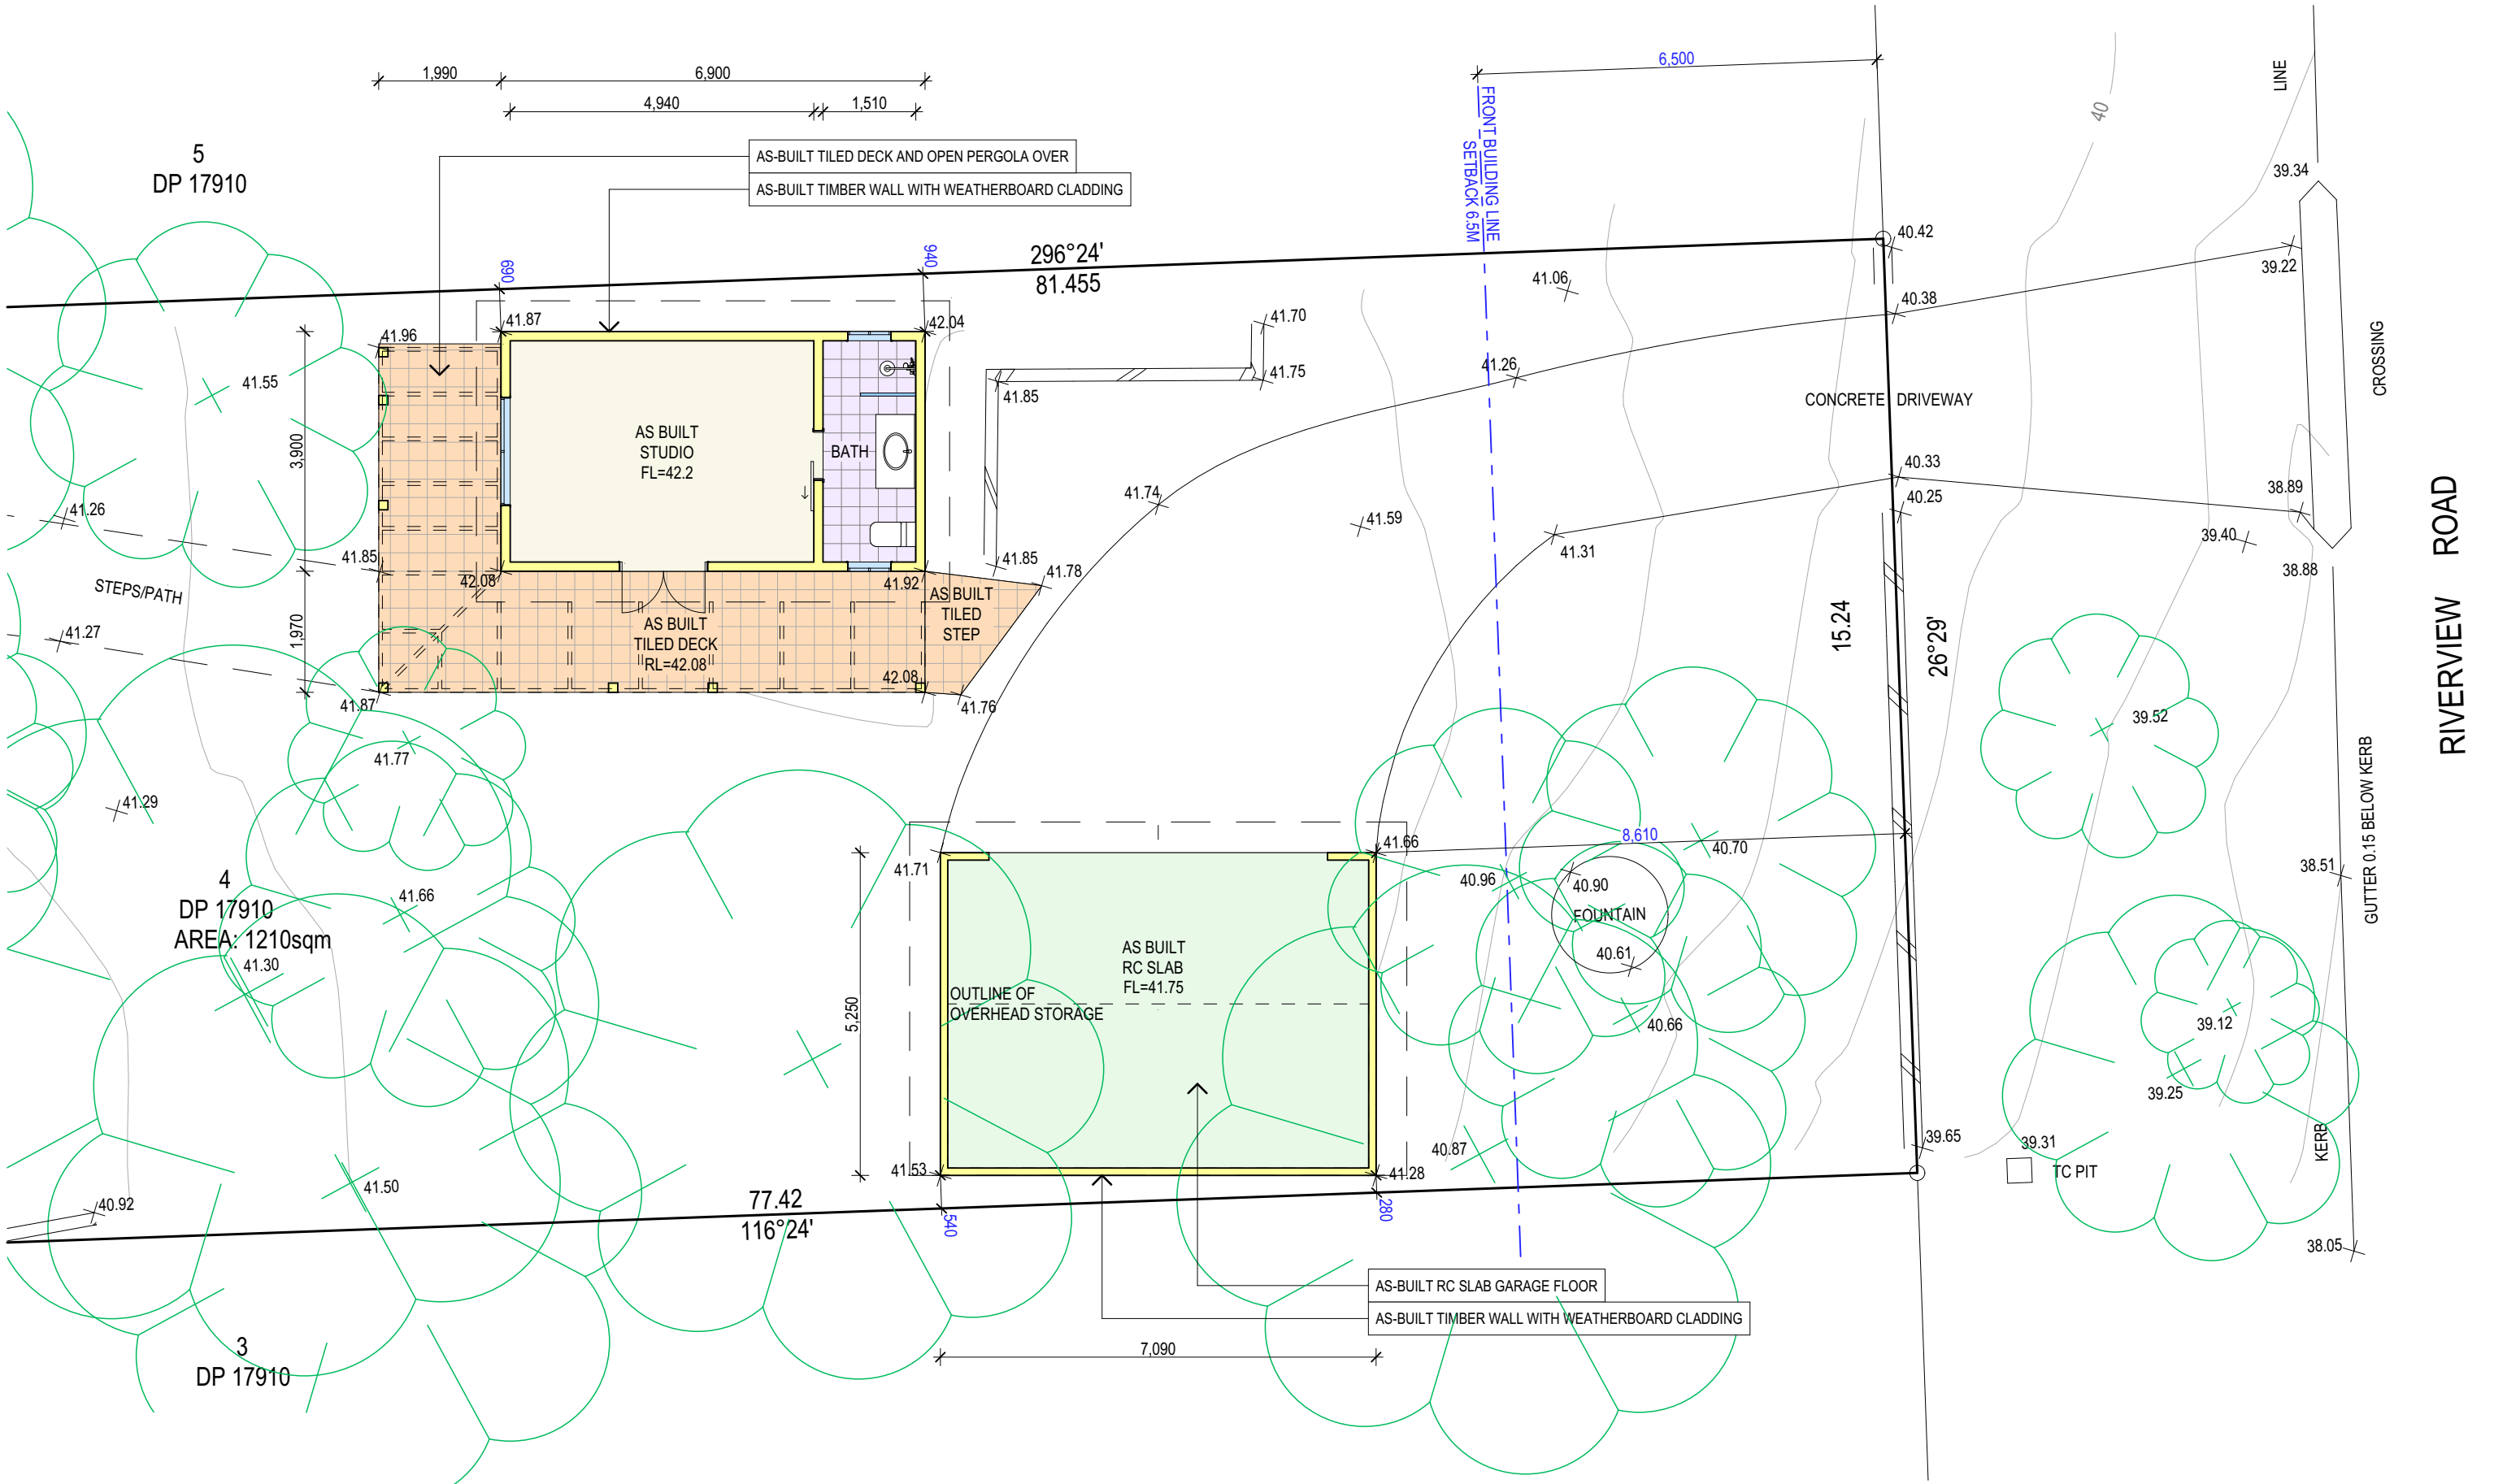 1,990
6,900
4,940
1,510
6,500
LINE
40
FRONT BUILDING LINE
SETBACK 6.5M
5
DP 17910
AS-BUILT TILED DECK AND OPEN PERGOLA OVER
AS-BUILT TIMBER WALL WITH WEATHERBOARD CLADDING
39.34
296°24'
81.455
690
940
40.42
39.22
41.06
40.38
41.87
42.04
41.96
41.70
41.75
41.85
41.26
41.55
CROSSING
CONCRETE DRIVEWAY
3,900
AS BUILT
STUDIO
FL=42.2
BATH
41.26
41.74
41.59
40.33
40.25
38.89
39.40
38.88
41.31
RIVERVIEW ROAD
41.85
42.08
41.92
41.85
41.78
STEPS/PATH
AS BUILT
TILED
STEP
AS BUILT
TILED DECK
RL=42.08
42.08
1,970
41.27
41.87
41.76
15.24
26°29'
39.52
41.77
41.29
GUTTER 0.15 BELOW KERB
8,610
41.71
41.66
40.70
38.51
4
DP 17910
AREA: 1210sqm
41.66
41.30
40.96
40.90
FOUNTAIN
40.61
40.66
AS BUILT
RC SLAB
FL=41.75
OUTLINE OF
OVERHEAD STORAGE
5,250
39.12
39.25
39.31
TC PIT
KERB
39.65
40.87
41.53
41.28
41.50
40.92
77.42
116°24'
540
280
38.05
AS-BUILT RC SLAB GARAGE FLOOR
AS-BUILT TIMBER WALL WITH WEATHERBOARD CLADDING
7,090
3
DP 17910